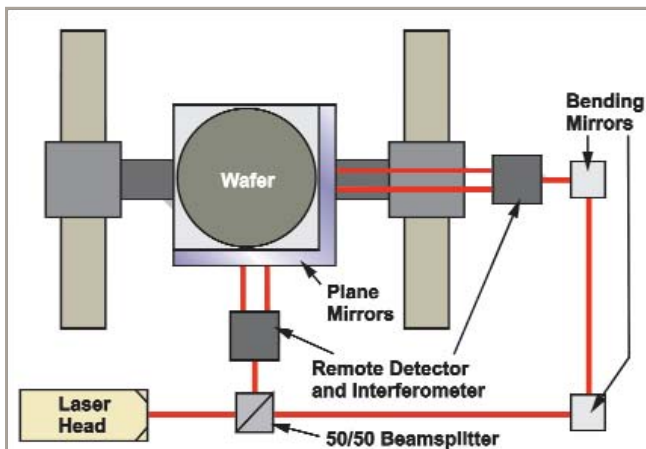 Bending
Mirrors
Wafer
Plane
Mirrors
Remote Detector
and Interferometer
Laser
Head
50/50 Beamsplitter